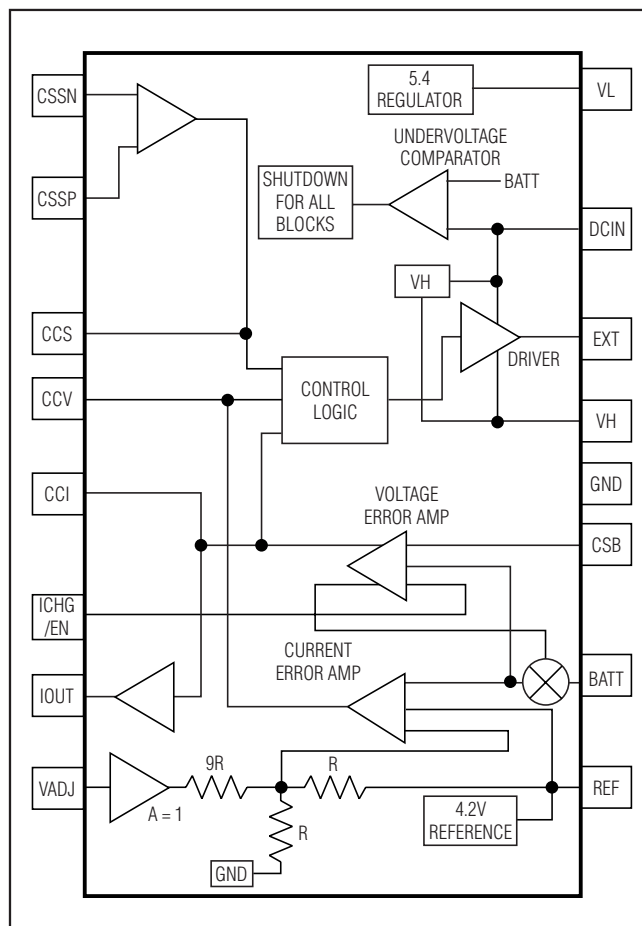 CSSN
CSSP
CCS
CCV
CCI
ICHG
/EN
IOUT
VADJ
5.4
REGULATOR
UNDERVOLTAGE
COMPARATOR
SHUTDOWN
FOR ALL
BLOCKS
BATT
VH
DRIVER
CONTROL
LOGIC
VOLTAGE
ERROR AMP
CURRENT
ERROR AMP
A = 1
9R
R
R
GND
4.2V
REFERENCE
VL
DCIN
EXT
VH
GND
CSB
BATT
REF